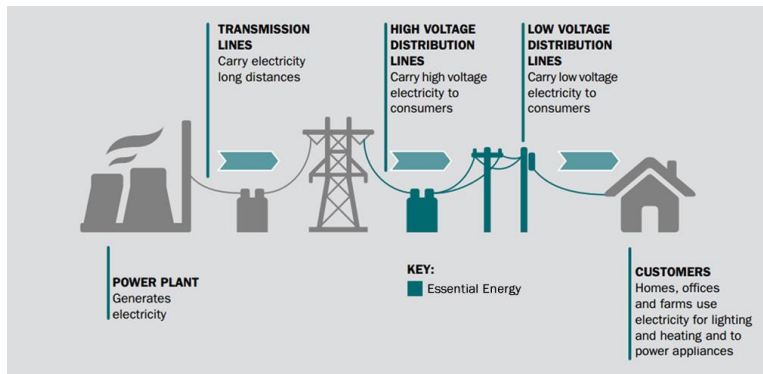 TRANSMISSION
LINES
Carry electricity
long distances
HIGH VOLTAGE
DISTRIBUTION
LINES
Carry high voltage
electricity to
consumers
LOW VOLTAGE
DISTRIBUTION
LINES
Carry low voltage
electricity to
consumers
POWER PLANT
Generates
electricity
KEY:
Essential Energy
CUSTOMERS
Homes, offices
and farms use
electricity for lighting
and heating and to
power appliances